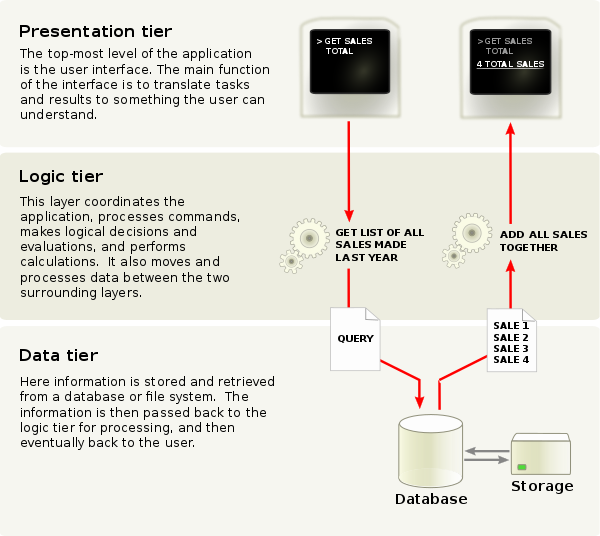 Presentation tier
The top-most level of the application
is the user interface. The main function
of the interface is to translate tasks
and results to something the user can
understand.
> GET SALES
TOTAL
> GET SALES
TOTAL
4 TOTAL SALES
Logic tier
This layer coordinates the
application, processes commands,
makes logical decisions and
evaluations, and performs
calculations.  It also moves and
processes data between the two
surrounding layers.
GET LIST OF ALL
SALES MADE
LAST YEAR
ADD ALL SALES
TOGETHER
Data tier
Here information is stored and retrieved
from a database or file system.  The
information is then passed back to the
logic tier for processing, and then
eventually back to the user.
QUERY
SALE 1
SALE 2
SALE 3
SALE 4
Database
Storage